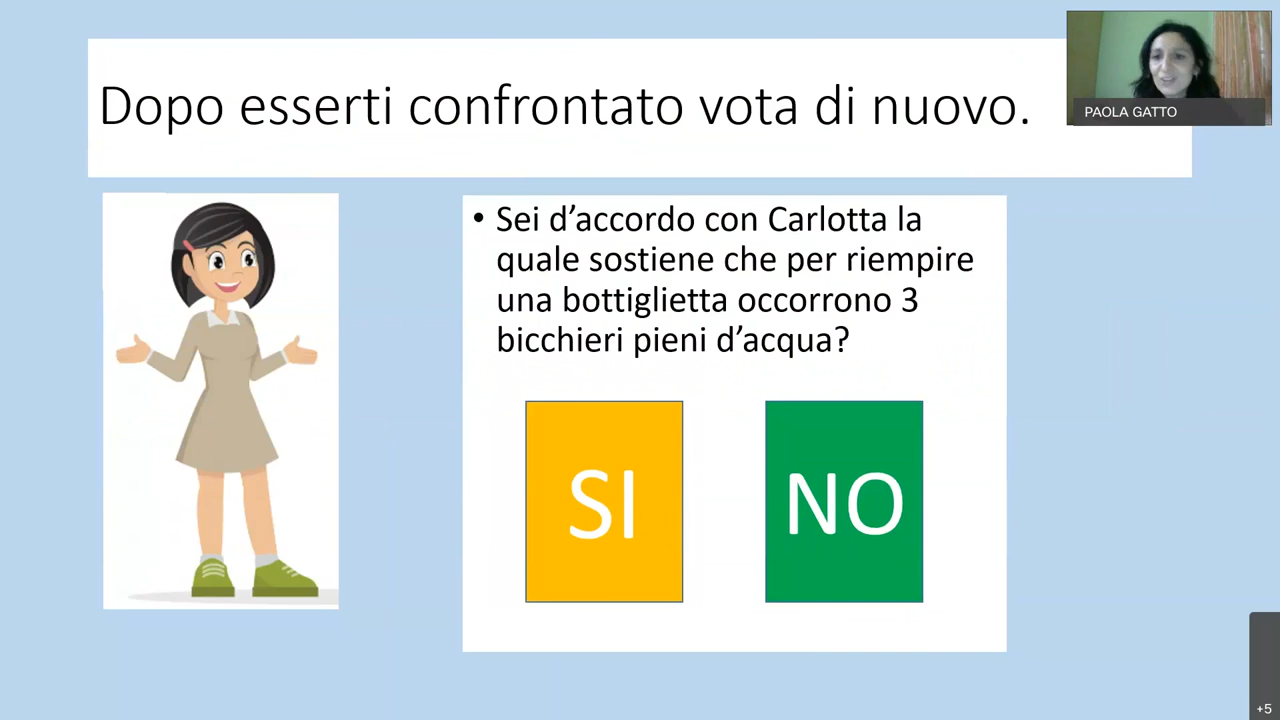 Dopo esserti confrontato vota di nuovo.
PAOLA GATTO
• Sei d’accordo con Carlotta la
quale sostiene che per riempire
una bottiglietta occorrono 3
bicchieri pieni d’acqua?
SI
NO
+5